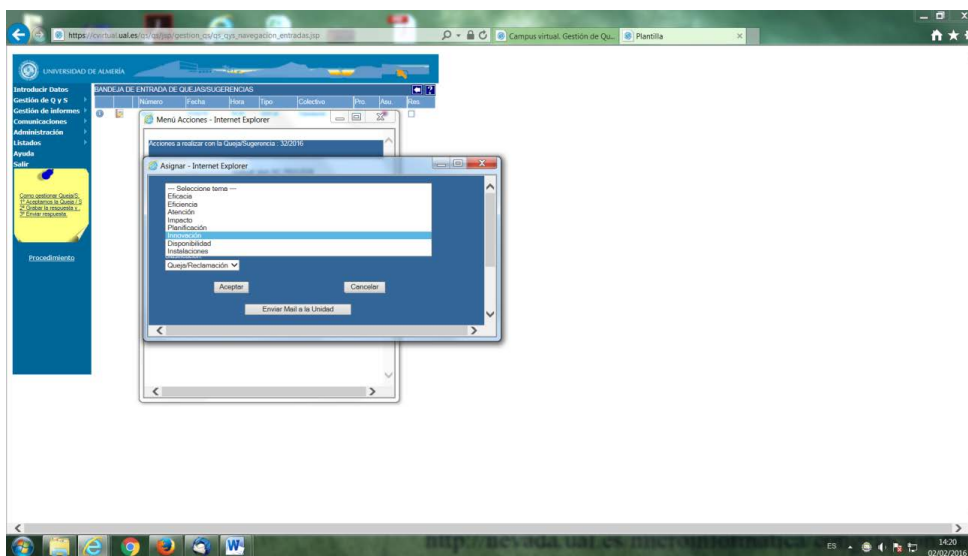 https://certual.ual.es/qs/qs/jsp/gestion_qs/qs_qys_navegacion_entradas.jsp
Campus virtual. Gestión de Qu...
Plantilla
UNIVERSIDAD DE ALMERÍA
Introducir Datos
Gestión de Q y S
Gestión de informes
Comunicaciones
Administración
Listados
Ayuda
Salir
Como gestionar Queja/S:
1º Aceptamos la Queja / S
2º Grabar la respuesta y
3º Enviar respuesta.
Procedimiento
BANDEJA DE ENTRADA DE QUEJAS/SUGERENCIAS
Número Fecha Hora Tipo Colectivo Pro. Asu. Res.
Menú Acciones - Internet Explorer
Acciones a realizar con la Queja/Sugerencia : 32/2016
Asignar - Internet Explorer
--- Seleccione tema ---
Eficacia
Eficiencia
Atención
Impacto
Planificación
Innovación
Disponibilidad
Instalaciones
Queja/Reclamación
Aceptar Cancelar
Enviar Mail a la Unidad
ES
14:20
02/02/2016